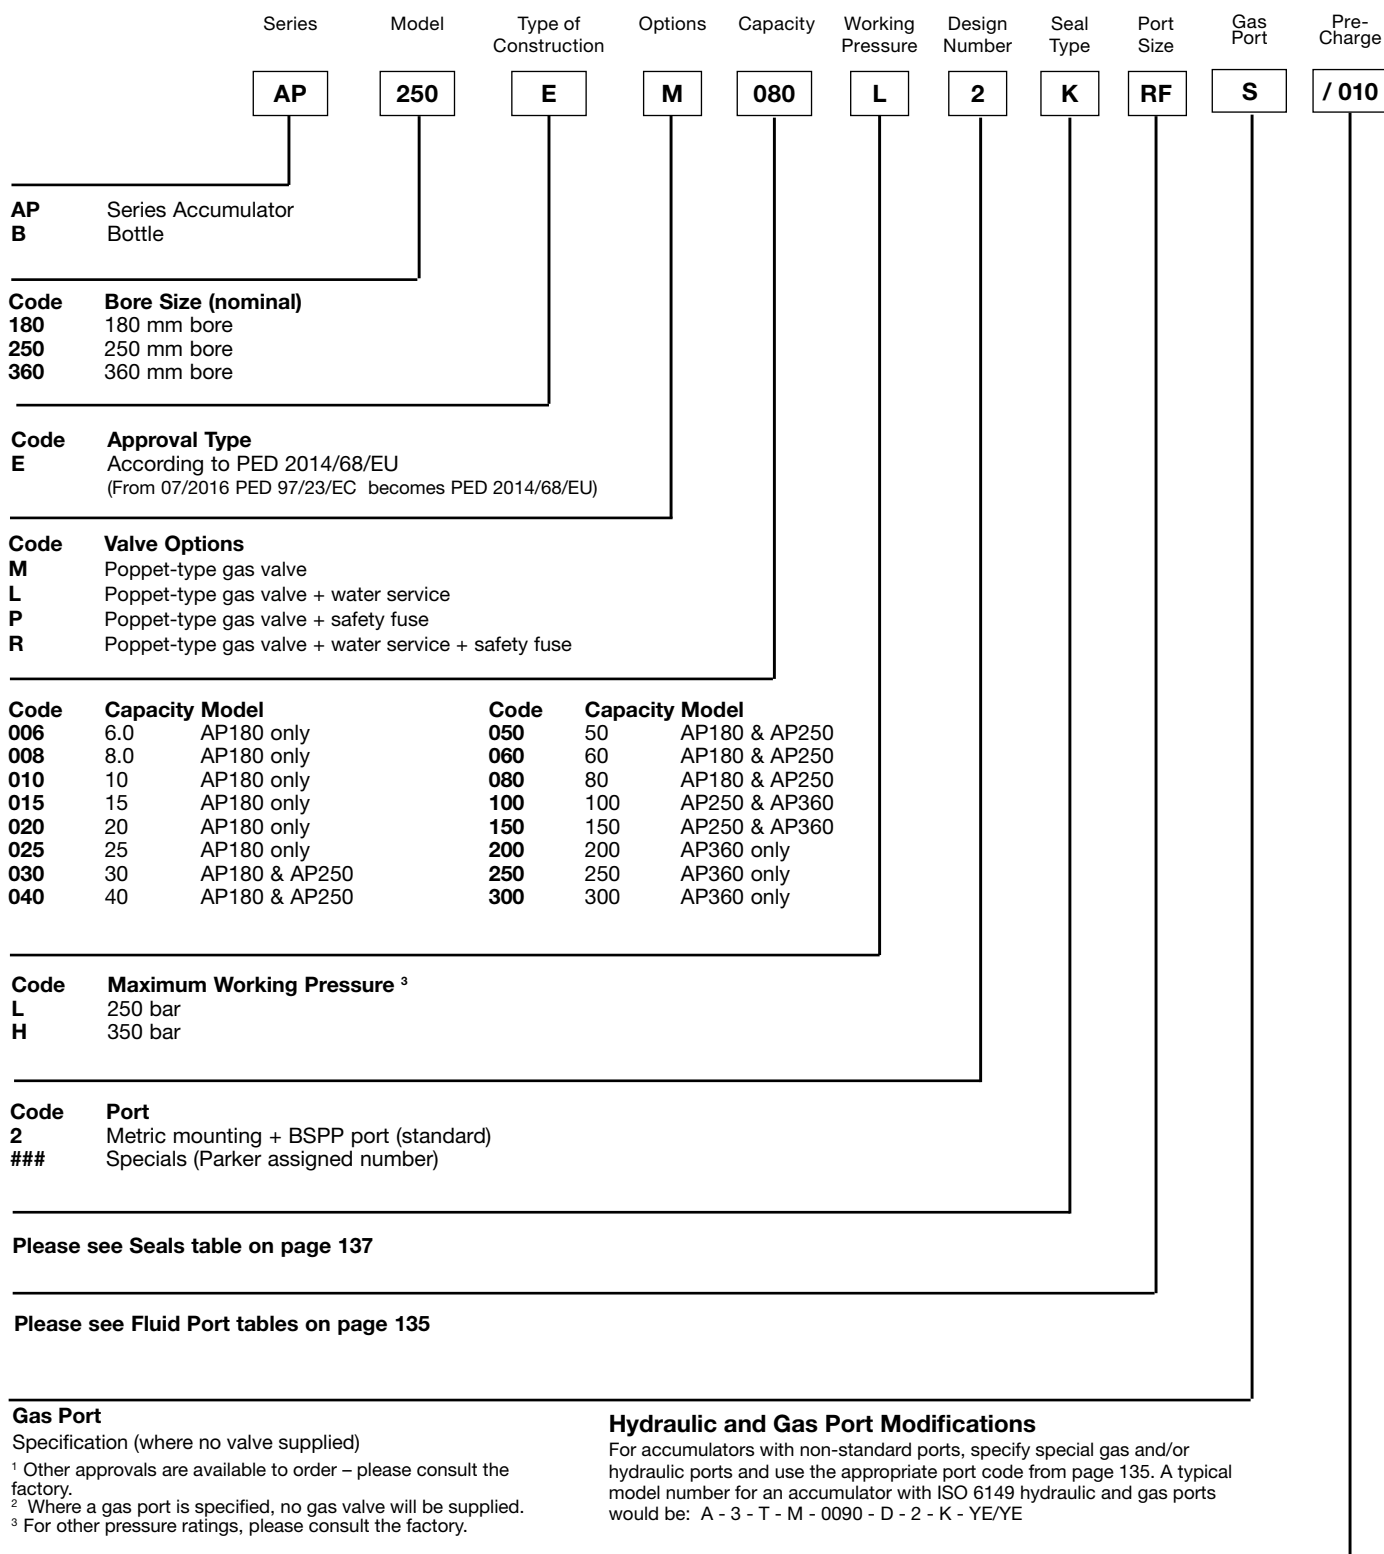 Series Model Type of Construction Options Capacity Working Pressure Design Number Seal Type Port Size Gas Port Pre-Charge
AP 250 E M 080 L 2 K RF S / 010
AP Series Accumulator
B Bottle
Code Bore Size (nominal)
180 180 mm bore
250 250 mm bore
360 360 mm bore
Code Approval Type
E According to PED 2014/68/EU
(From 07/2016 PED 97/23/EC becomes PED 2014/68/EU)
Code Valve Options
M Poppet-type gas valve
L Poppet-type gas valve + water service
P Poppet-type gas valve + safety fuse
R Poppet-type gas valve + water service + safety fuse
Code Capacity Model Code Capacity Model
006 6.0 AP180 only 050 50 AP180 & AP250
008 8.0 AP180 only 060 60 AP180 & AP250
010 10 AP180 only 080 80 AP180 & AP250
015 15 AP180 only 100 100 AP250 & AP360
020 20 AP180 only 150 150 AP250 & AP360
025 25 AP180 only 200 200 AP360 only
030 30 AP180 & AP250 250 250 AP360 only
040 40 AP180 & AP250 300 300 AP360 only
Code Maximum Working Pressure ³
L 250 bar
H 350 bar
Code Port
2 Metric mounting + BSPP port (standard)
### Specials (Parker assigned number)
Please see Seals table on page 137
Please see Fluid Port tables on page 135
Gas Port
Specification (where no valve supplied)
¹ Other approvals are available to order – please consult the
factory.
² Where a gas port is specified, no gas valve will be supplied.
³ For other pressure ratings, please consult the factory.
Hydraulic and Gas Port Modifications
For accumulators with non-standard ports, specify special gas and/or
hydraulic ports and use the appropriate port code from page 135. A typical
model number for an accumulator with ISO 6149 hydraulic and gas ports
would be: A - 3 - T - M - 0090 - D - 2 - K - YE/YE